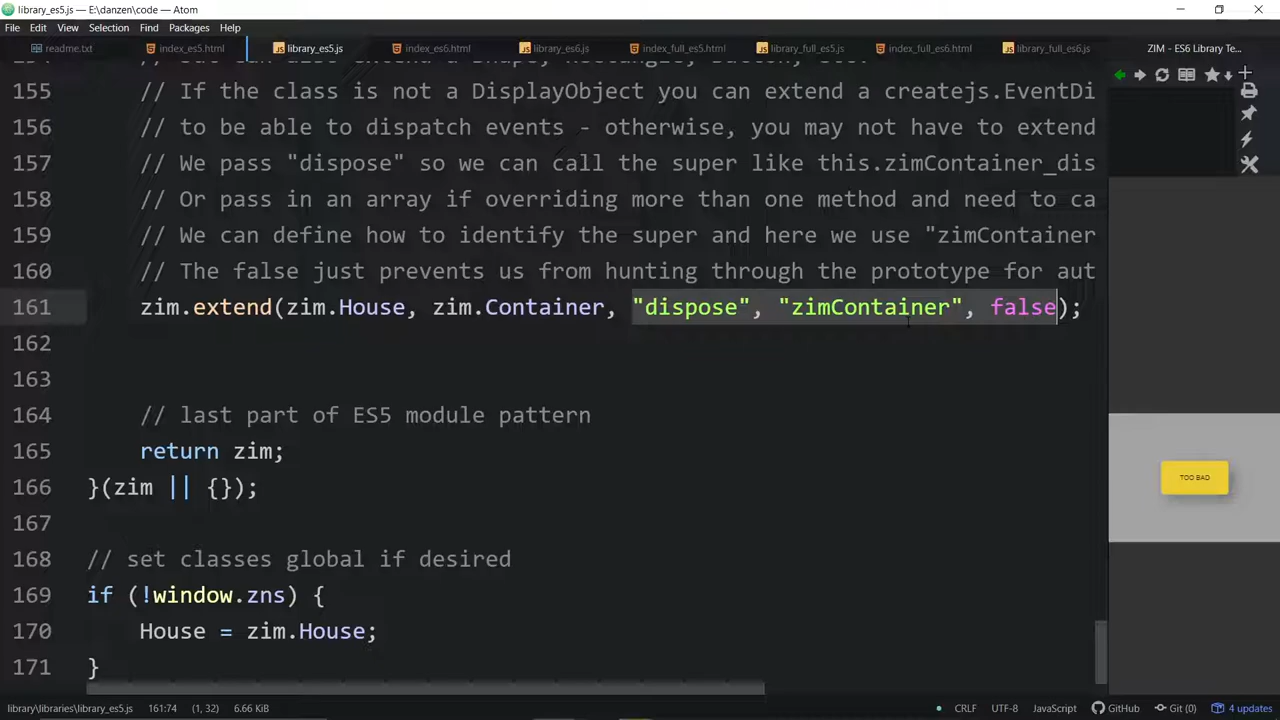 library_es5.js — E:\danzen\code — Atom
File Edit View Selection Find Packages Help
readme.txt index_es5.html library_es5.js index_es6.html library_es6.js index_full_es5.html library_full_es5.js index_full_es6.html library_full_es6.js ZIM - ES6 Library Te...
155 // If the class is not a DisplayObject you can extend a createjs.EventDi
156 // to be able to dispatch events - otherwise, you may not have to extend
157 // We pass "dispose" so we can call the super like this.zimContainer_dis
158 // Or pass in an array if overriding more than one method and need to ca
159 // We can define how to identify the super and here we use "zimContainer
160 // The false just prevents us from hunting through the prototype for aut
161 zim.extend(zim.House, zim.Container, "dispose", "zimContainer", false);
162
163
164 // last part of ES5 module pattern
165 return zim;
166 }(zim || {});
167
168 // set classes global if desired
169 if (!window.zns) {
170 House = zim.House;
171 }
TOO BAD
library\libraries\library_es5.js 161:74 (1, 32) 6.66 KiB CRLF UTF-8 JavaScript GitHub Git (0) 4 updates